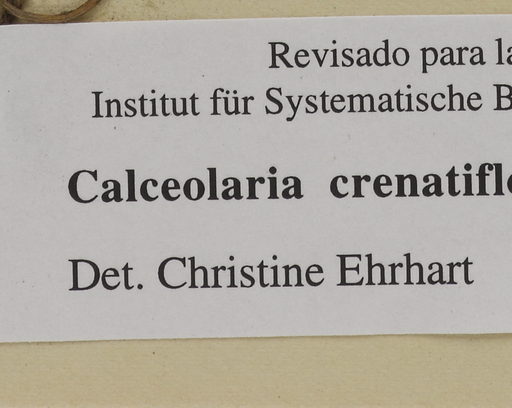 Revisado para la
Institut für Systematische B
Calceolaria crenatifl
Det. Christine Ehrhart